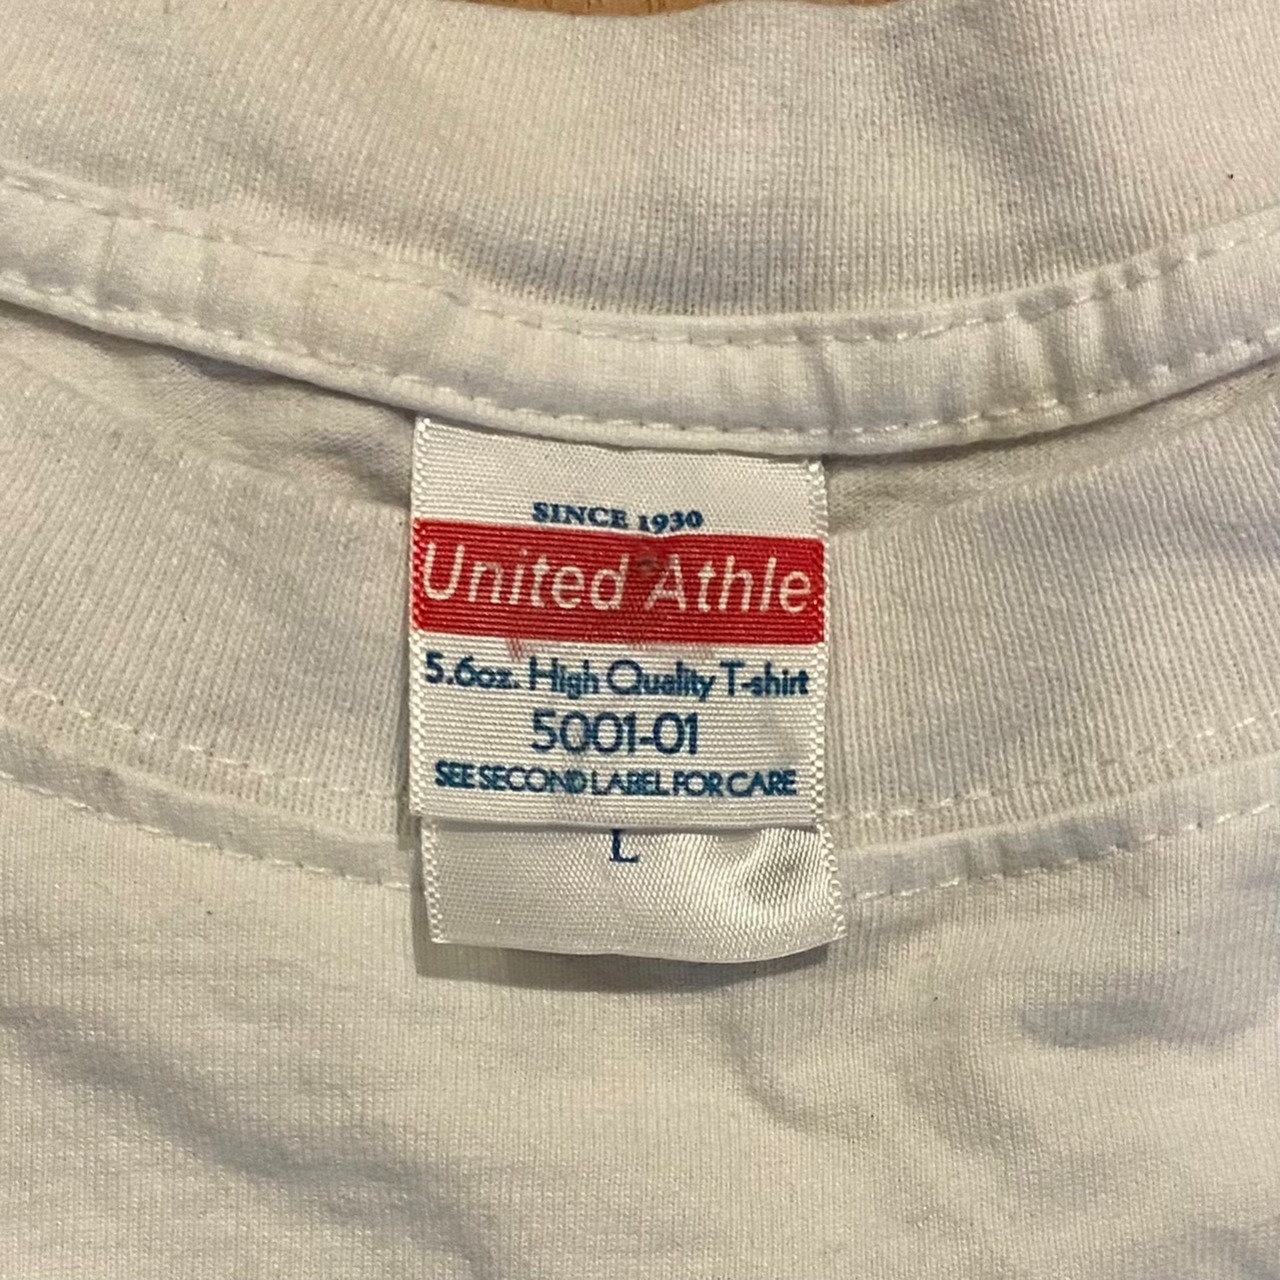 SINCE 1930
United Athle
5.6oz. High Quality T-shirt
5001-01
SEE SECOND LABEL FOR CARE
L